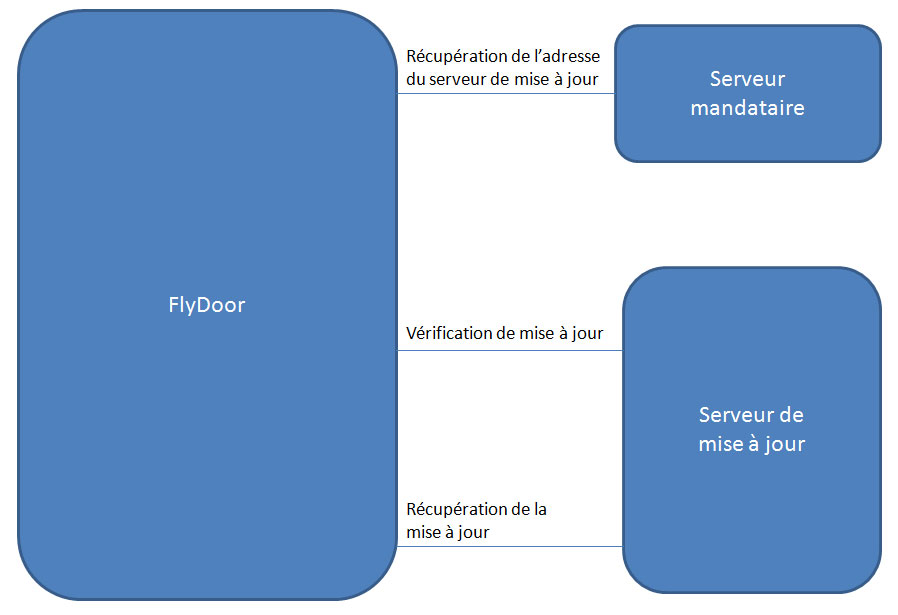 Récupération de l’adresse
du serveur de mise à jour
Serveur
mandataire
FlyDoor
Vérification de mise à jour
Serveur de
mise à jour
Récupération de la
mise à jour